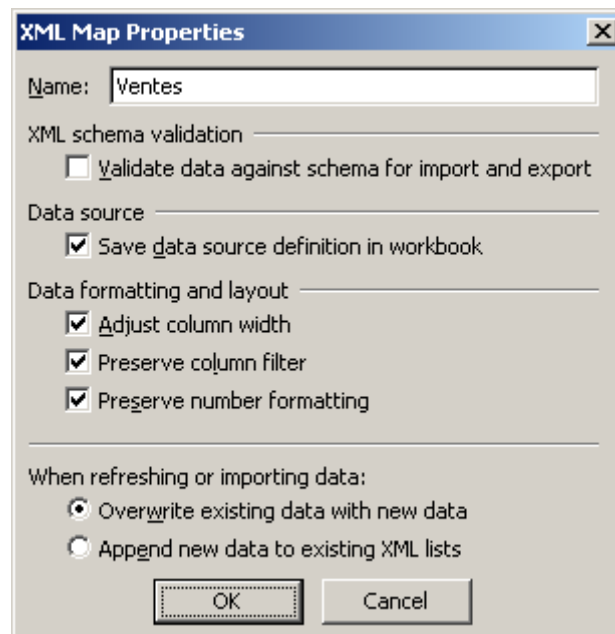 XML Map Properties
Name: Ventes
XML schema validation
Validate data against schema for import and export
Data source
Save data source definition in workbook
Data formatting and layout
Adjust column width
Preserve column filter
Preserve number formatting
When refreshing or importing data:
Overwrite existing data with new data
Append new data to existing XML lists
OK Cancel